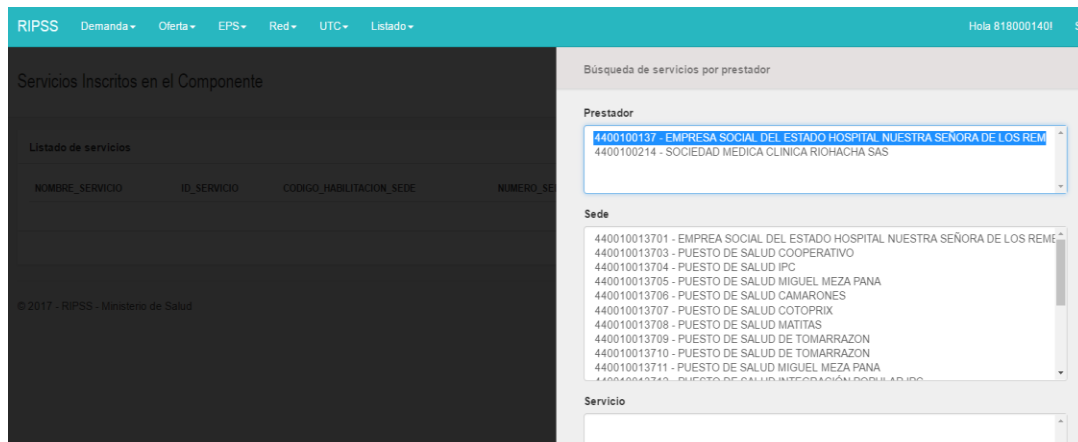 RIPSS Demanda Oferta EPS Red UTC Listado Hola 818000140!
Servicios Inscritos en el Componente
Listado de servicios
NOMBRE_SERVICIO ID_SERVICIO CODIGO_HABILITACION_SEDE
Búsqueda de servicios por prestador
Prestador
4400100137 - EMPRESA SOCIAL DEL ESTADO HOSPITAL NUESTRA SEÑORA DE LOS REM
4400100214 - SOCIEDAD MEDICA CLINICA RIOHACHA SAS
Sede
440010013701 - EMPREA SOCIAL DEL ESTADO HOSPITAL NUESTRA SEÑORA DE LOS REME
440010013703 - PUESTO DE SALUD COOPERATIVO
440010013704 - PUESTO DE SALUD IPC
440010013705 - PUESTO DE SALUD MIGUEL MEZA PANA
440010013706 - PUESTO DE SALUD CAMARONES
440010013707 - PUESTO DE SALUD COTOPRIX
440010013708 - PUESTO DE SALUD MATITAS
440010013709 - PUESTO DE SALUD DE TOMARRAZON
440010013710 - PUESTO DE SALUD DE TOMARRAZON
440010013711 - PUESTO DE SALUD MIGUEL MEZA PANA
Servicio
© 2017 - RIPSS - Ministerio de Salud